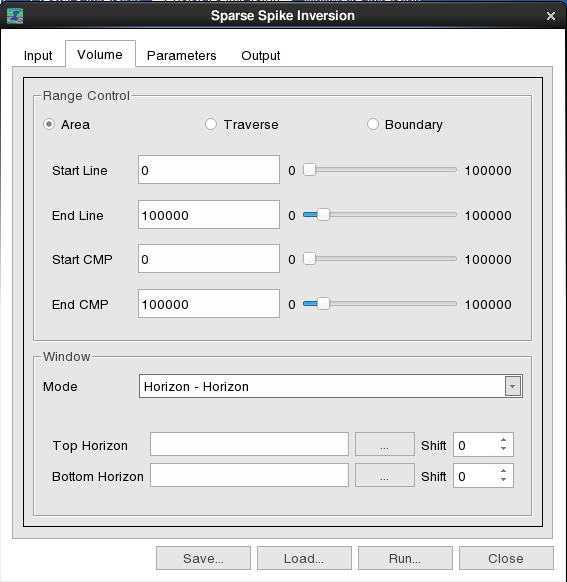 Sparse Spike Inversion
Input Volume Parameters Output
Range Control
Area Traverse Boundary
Start Line 0 0 100000
End Line 100000 0 100000
Start CMP 0 0 100000
End CMP 100000 0 100000
Window
Mode Horizon - Horizon
Top Horizon ... Shift 0
Bottom Horizon ... Shift 0
Save... Load... Run... Close